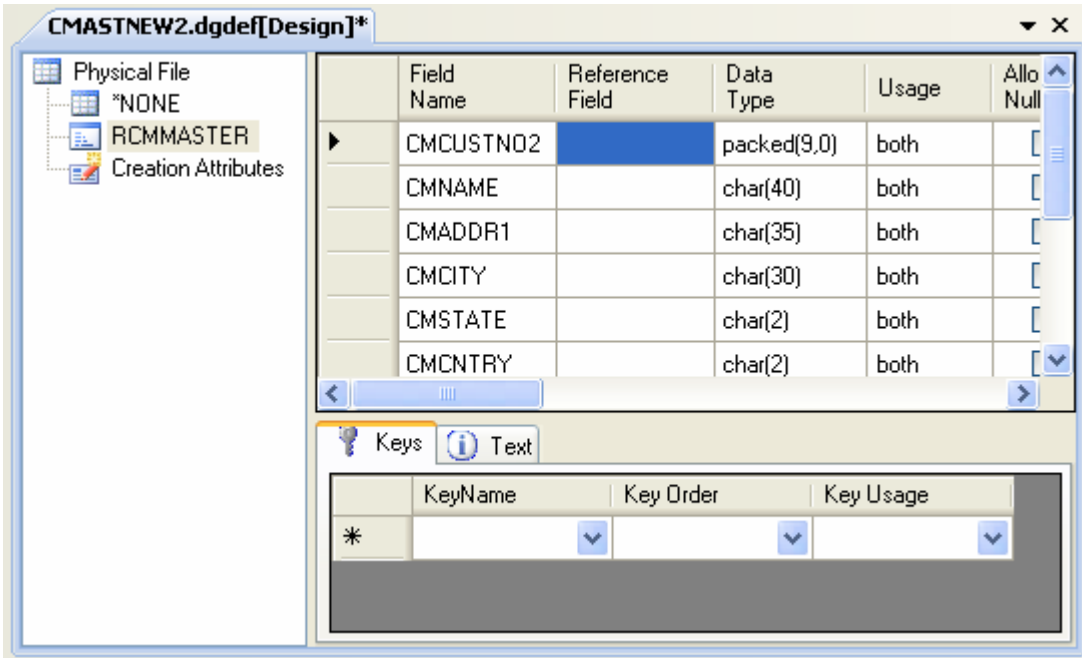 CMASTNEW2.dgdef[Design]*
Physical File
*NONE
RCMMASTER
Creation Attributes
Field Name Reference Field Data Type Usage Allo Null
CMCUSTNO2 packed(9,0) both
CMNAME char(40) both
CMADDR1 char(35) both
CMCITY char(30) both
CMSTATE char(2) both
CMCNTRY char(2) both
Keys Text
KeyName Key Order Key Usage